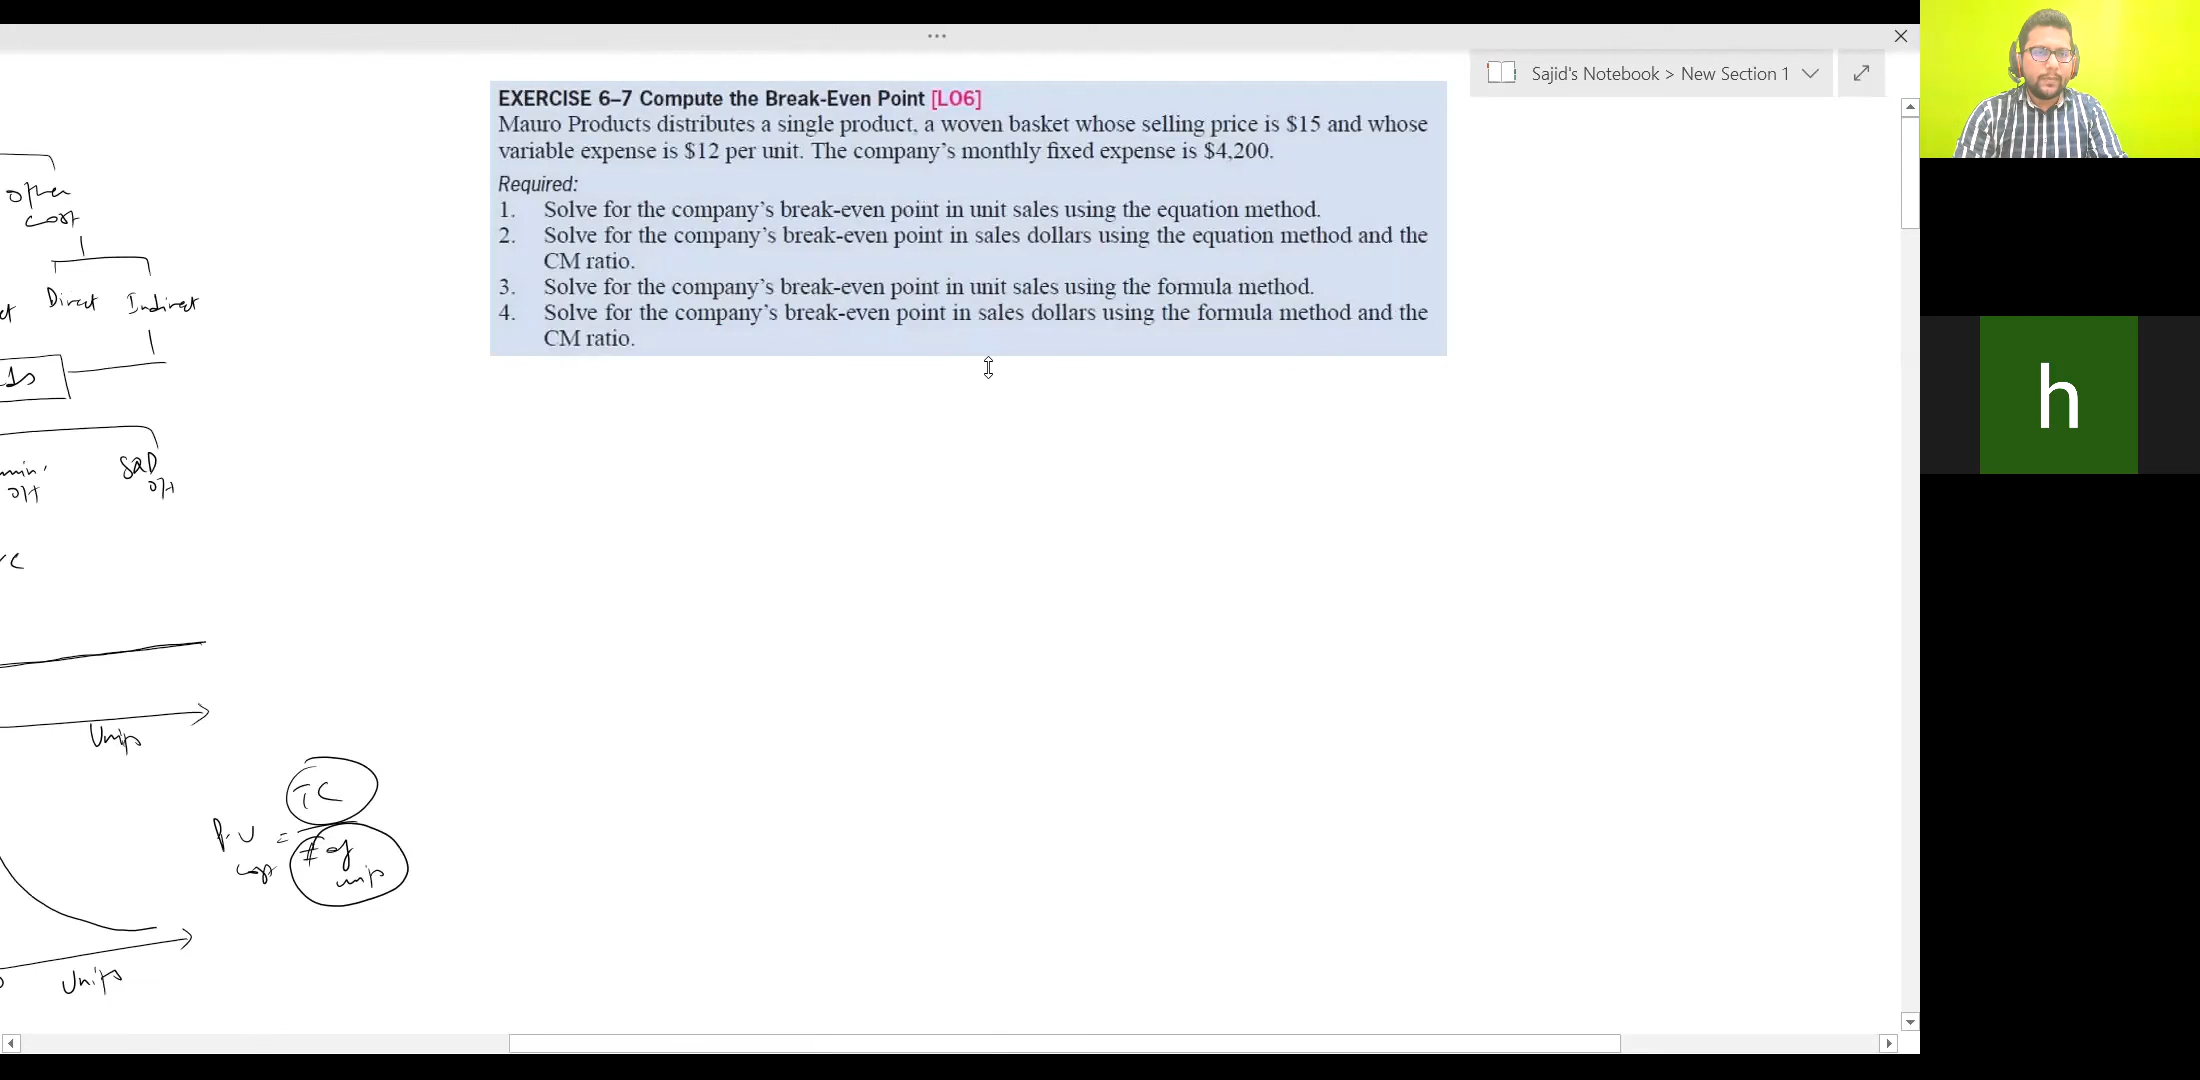 ...
Sajid's Notebook > New Section 1
EXERCISE 6–7 Compute the Break-Even Point [LO6]
Mauro Products distributes a single product, a woven basket whose selling price is $15 and whose
variable expense is $12 per unit. The company’s monthly fixed expense is $4,200.
Required:
1. Solve for the company’s break-even point in unit sales using the equation method.
2. Solve for the company’s break-even point in sales dollars using the equation method and the
CM ratio.
3. Solve for the company’s break-even point in unit sales using the formula method.
4. Solve for the company’s break-even point in sales dollars using the formula method and the
CM ratio.
other
cost
Direct Indirect
S&D
Units
TC
P.U =
# of
units
Units
h